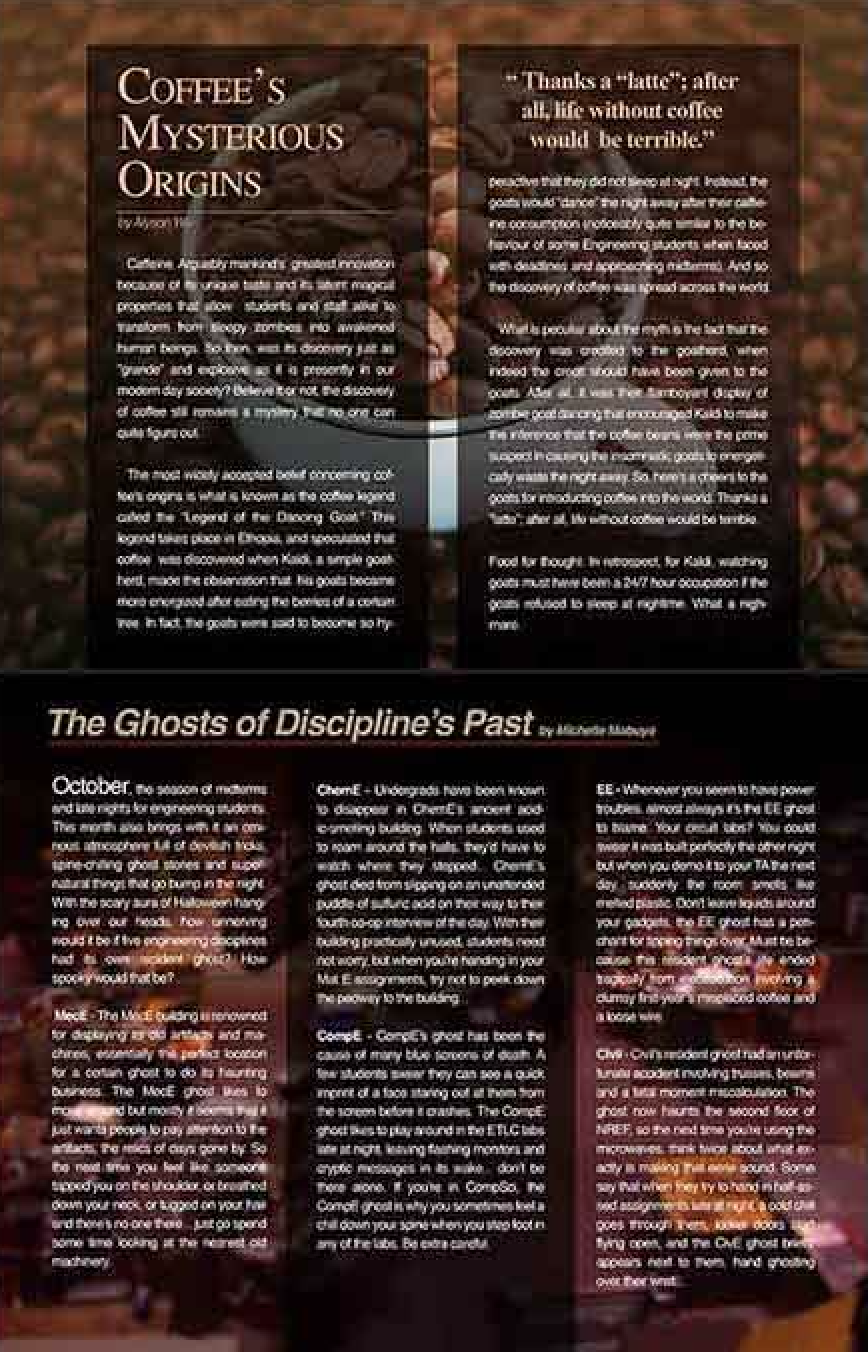 COFFEE'S
MYSTERIOUS
ORIGINS
by Alyson
Caffeine. Arguably mankind's greatest innovation
because of its unique taste and its latent magical
properties that allow students and staff alike to
transform from sleepy zombies into awakened
human beings. So then, was its discovery just as
"grande" and explosive as it is presently in our
modern day society? Believe it or not, the discovery
of coffee still remains a mystery that no one can
quite figure out.
The most widely accepted belief concerning cof-
fee's origins is what is known as the coffee legend
called the "Legend of the Dancing Goat." This
legend takes place in Ethiopia, and speculated that
coffee was discovered when Kaldi, a simple goat-
herd, made the observation that his goats became
more energized after eating the berries of a certain
tree. In fact, the goats were said to become so hy-
" Thanks a "latte"; after
all, life without coffee
would be terrible."
peractive that they did not sleep at night. Instead, the
goats would "dance" the night away after their caffe-
ine consumption (noticeably quite similar to the be-
haviour of some Engineering students when faced
with deadlines and approaching midterms). And so
the discovery of coffee was spread across the world.
What is peculiar about the myth is the fact that the
discovery was credited to the goatherd, when
indeed the credit should have been given to the
goats. After all, it was their flamboyant display of
zombie goat dancing that encouraged Kaldi to make
the inference that the coffee beans were the prime
suspect in causing the insomniatic goats to energeti-
cally waste the night away. So, here's a cheers to the
goats for introducting coffee into the world. Thanks a
"latte"; after all, life without coffee would be terrible.
Food for thought: In retrospect, for Kaldi, watching
goats must have been a 24/7 hour occupation if the
goats refused to sleep at nightime. What a nigh-
mare.
The Ghosts of Discipline's Past by Michelle Mabuya
October, the season of midterms
and late nights for engineering students.
This month also brings with it an omi-
nous atmosphere full of devilish tricks,
spine-chilling ghost stories and super-
natural things that go bump in the night.
With the scary aura of Halloween hang-
ing over our heads, how unnerving
would it be if five engineering disciplines
had its own resident ghost? How
spooky would that be?
MecE - The MecE building is renowned
for displaying its old artifacts and ma-
chines, essentially the perfect location
for a certain ghost to do its haunting
business. The MecE ghost likes to
move around but mostly it seems that it
just wants people to pay attention to the
artifacts, the relics of days gone by. So
the next time you feel like someone
tapped you on the shoulder, or breathed
down your neck, or tugged on your hair
and there's no one there... just go spend
some time looking at the nearest old
machinery.
ChemE - Undergrads have been known
to disappear in ChemE's ancient acid-
ic-smelling building. When students used
to roam around the halls, they'd have to
watch where they stepped. ChemE's
ghost died from slipping on an unattended
puddle of sulfuric acid on their way to their
fourth co-op interview of the day. With their
building practically unused, students need
not worry, but when you're handing in your
Mat E assignments, try not to peek down
the pedway to the building...
CompE - CompE's ghost has been the
cause of many blue screens of death. A
few students swear they can see a quick
imprint of a face staring out at them from
the screen before it crashes. The CompE
ghost likes to play around in the ETLC labs
late at night, leaving flashing monitors and
cryptic messages in its wake... don't be
there alone. If you're in CompSci, the
CompE ghost is why you sometimes feel a
chill down your spine when you step foot in
any of the labs. Be extra careful.
EE - Whenever you seem to have power
troubles, almost always it's the EE ghost
to blame. Your circuit labs? You could
swear it was built perfectly the other night
but when you demo it to your TA the next
day, suddenly the room smells like
melted plastic. Don't leave liquids around
your gadgets, the EE ghost has a pen-
chant for tipping things over. Must be be-
cause this resident ghost's life ended
tragically from electrocution involving a
clumsy first-year's misplaced coffee and
a loose wire.
Civil - Civil's resident ghost had an unfor-
tunate accident involving trusses, beams
and a fatal moment miscalculation. The
ghost now haunts the second floor of
NREF, so the next time you're using the
microwaves, think twice about what ex-
actly is making that eerie sound. Some
say that when they try to hand in half-as-
sed assignments late at night, a cold chill
goes through them, locker doors start
flying open, and the CivE ghost briefly
appears next to them, hand ghosting
over their wrist.